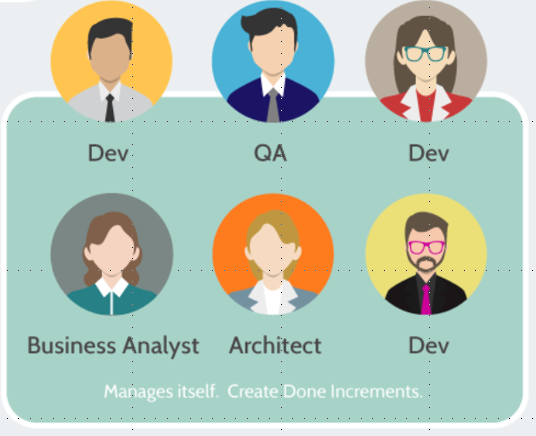 Dev QA Dev
Business Analyst Architect Dev
Manages itself. Create Done Increments.